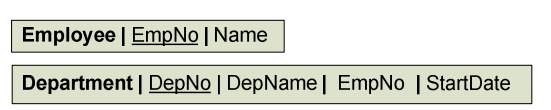 Employee | EmpNo | Name
Department | DepNo | DepName | EmpNo | StartDate